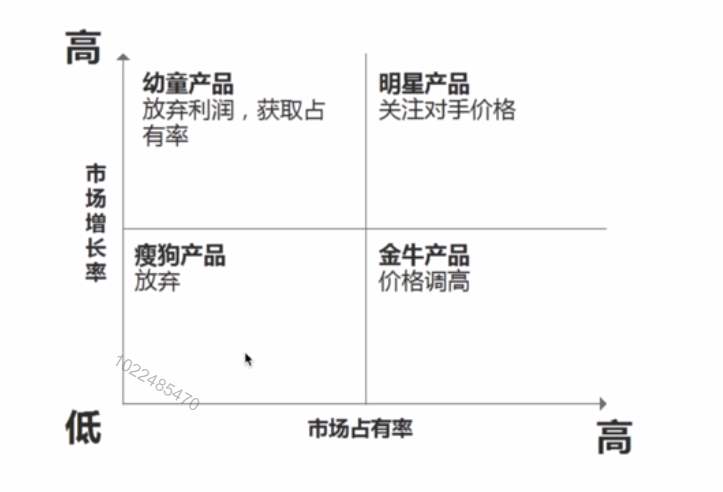 高
幼童产品
放弃利润，获取占
有率
明星产品
关注对手价格
市场增长率
瘦狗产品
放弃
金牛产品
价格调高
1022485470
低
市场占有率
高